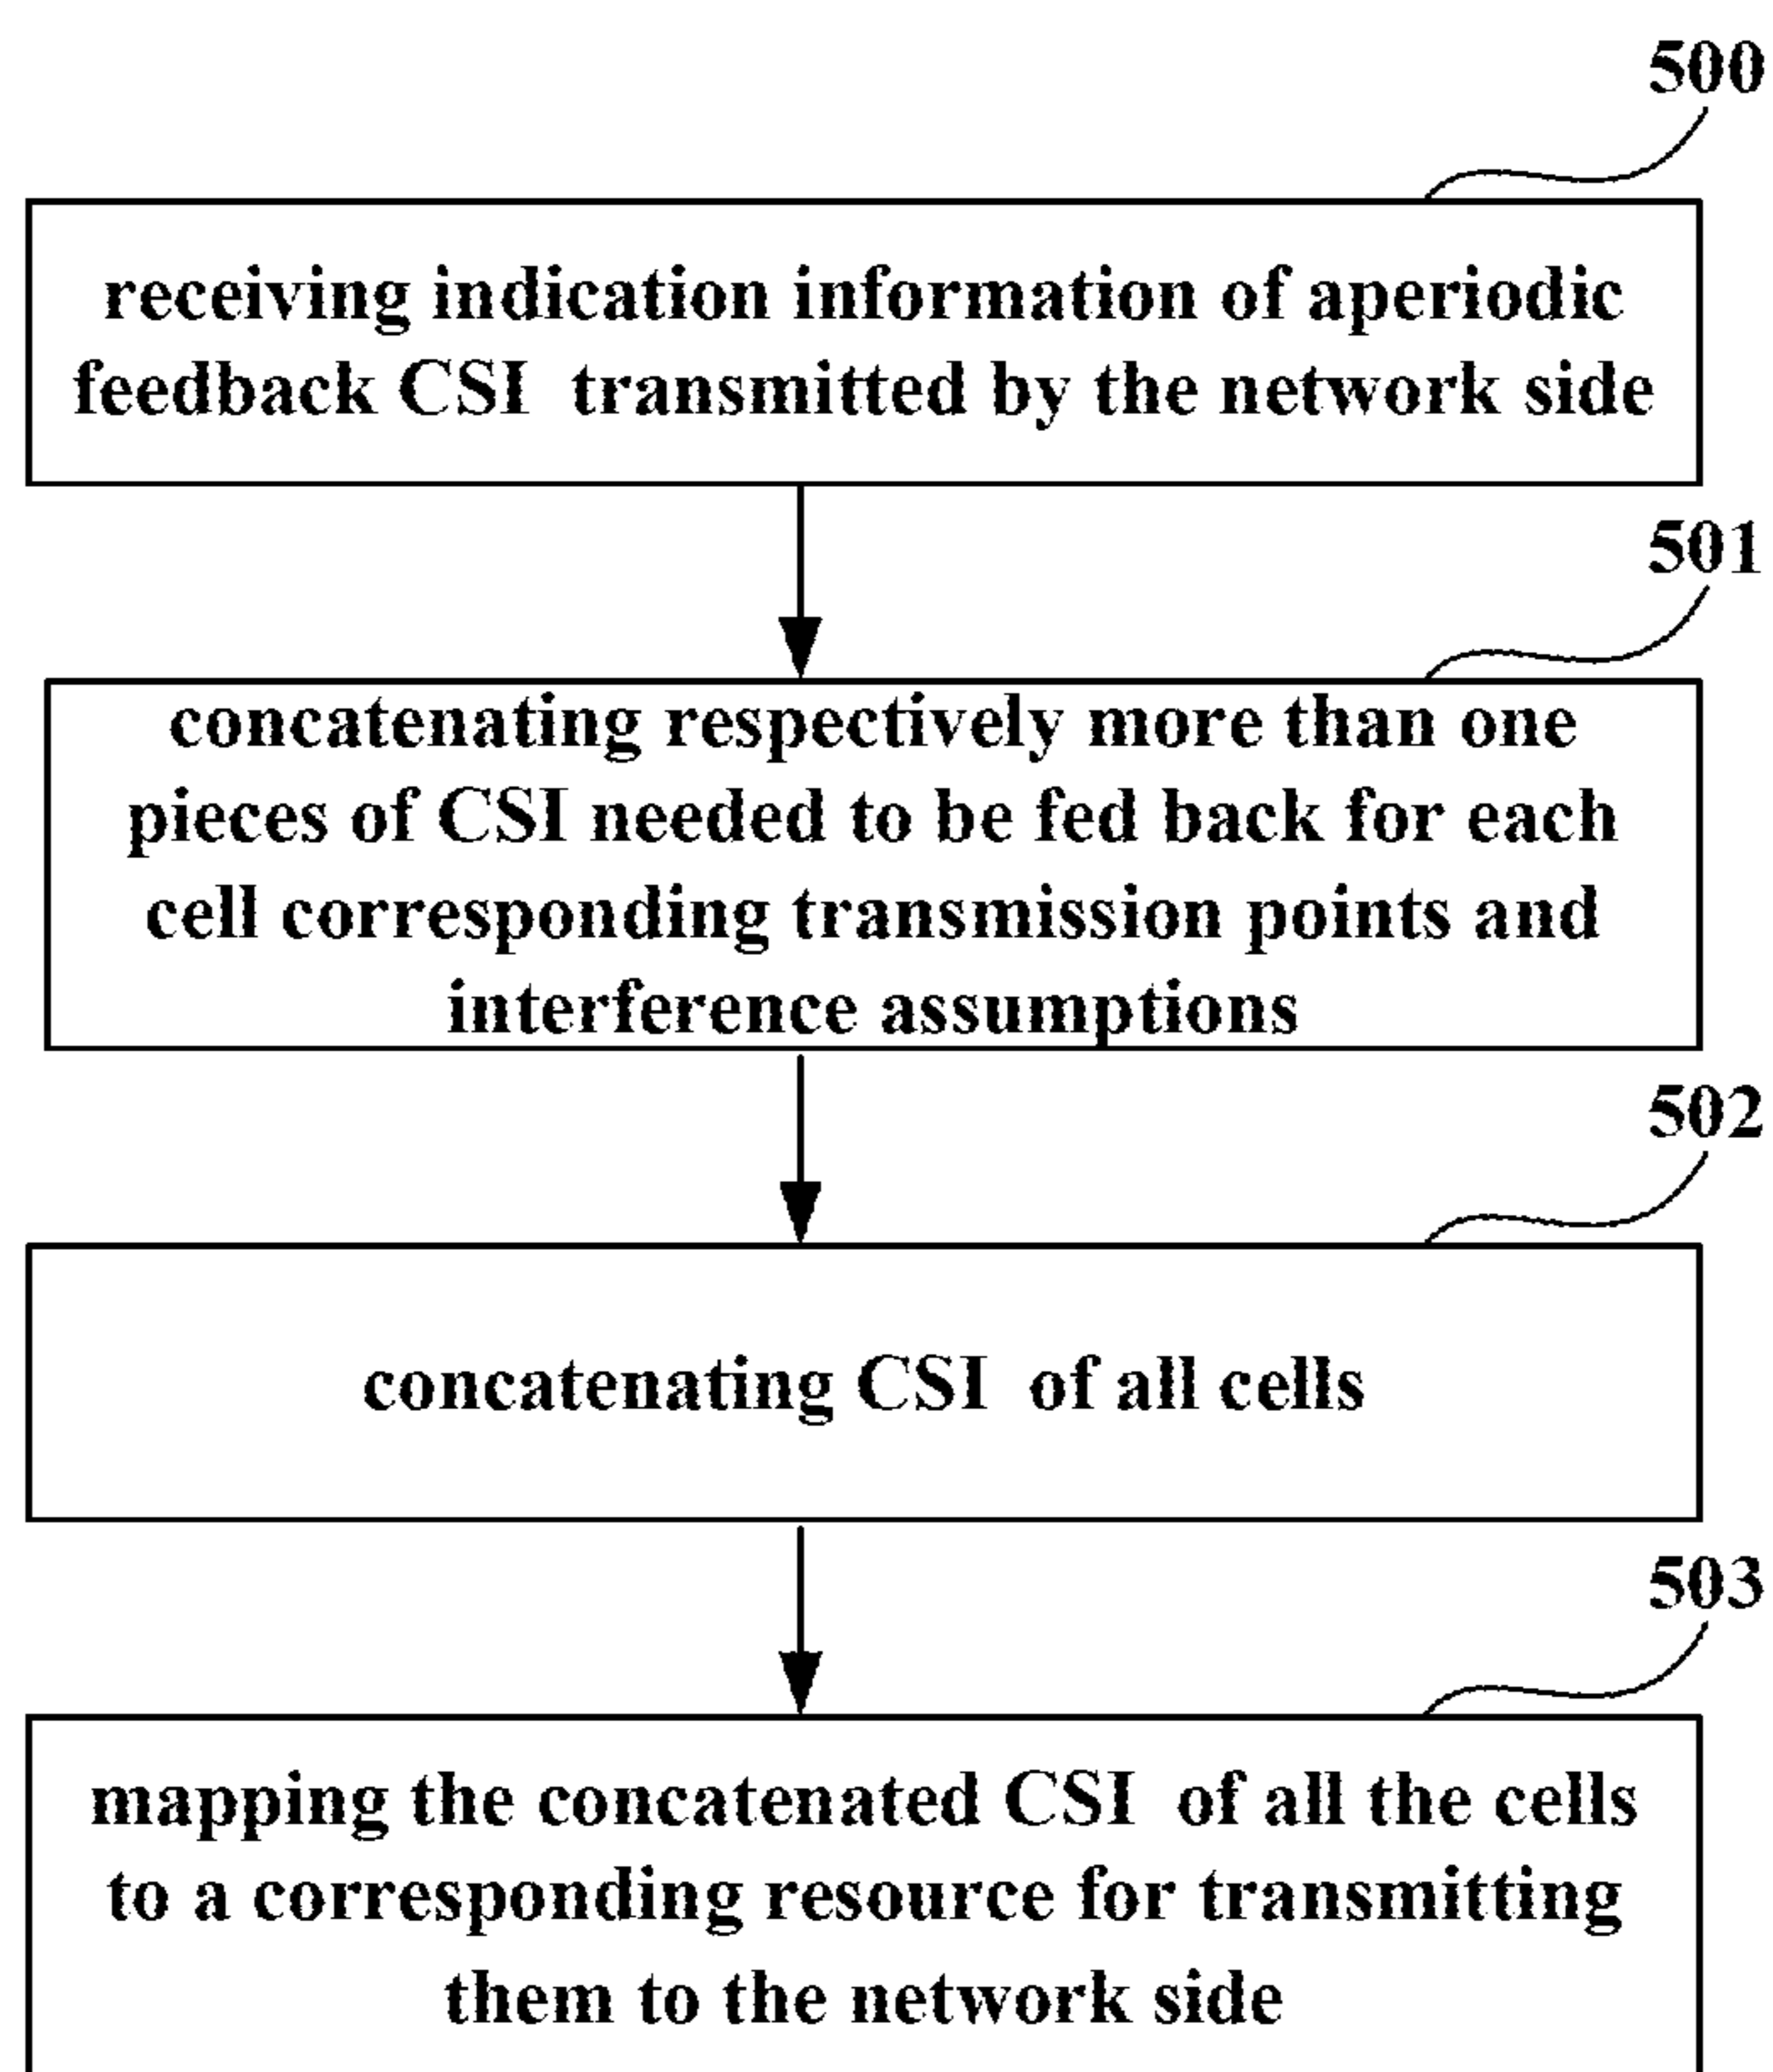 500
receiving indication information of aperiodic
feedback CSI transmitted by the network side
501
concatenating respectively more than one
pieces of CSI needed to be fed back for each
cell corresponding transmission points and
interference assumptions
502
concatenating CSI of all cells
503
mapping the concatenated CSI of all the cells
to a corresponding resource for transmitting
them to the network side